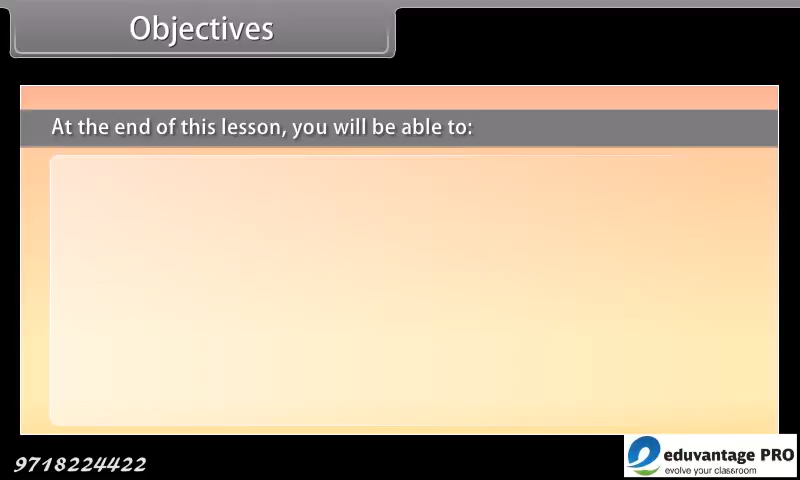 Objectives
At the end of this lesson, you will be able to:
9718224422
eduvantage PRO
evolve your classroom